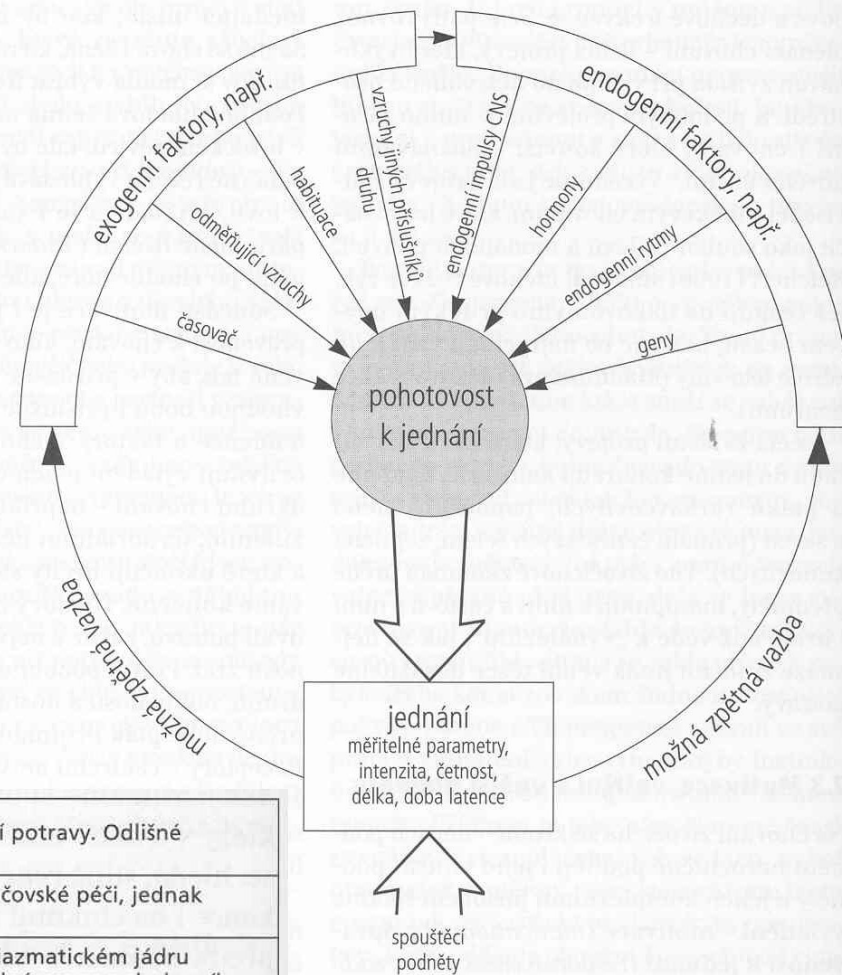 exogenní faktory, např.
endogenní faktory, např.
časovač
odměňující vzruchy
habituace
vzruchy jiných příslušníků
druhu
endogenní impulsy CNS
hormony
endogenní rytmy
geny
pohotovost
k jednání
možná zpětná vazba
možná zpětná vazba
jednání
měřitelné parametry,
intenzita, četnost,
délka, doba latence
spouštěcí
podněty
í potravy. Odlišné
čovské péči, jednak
azmatickém jádru